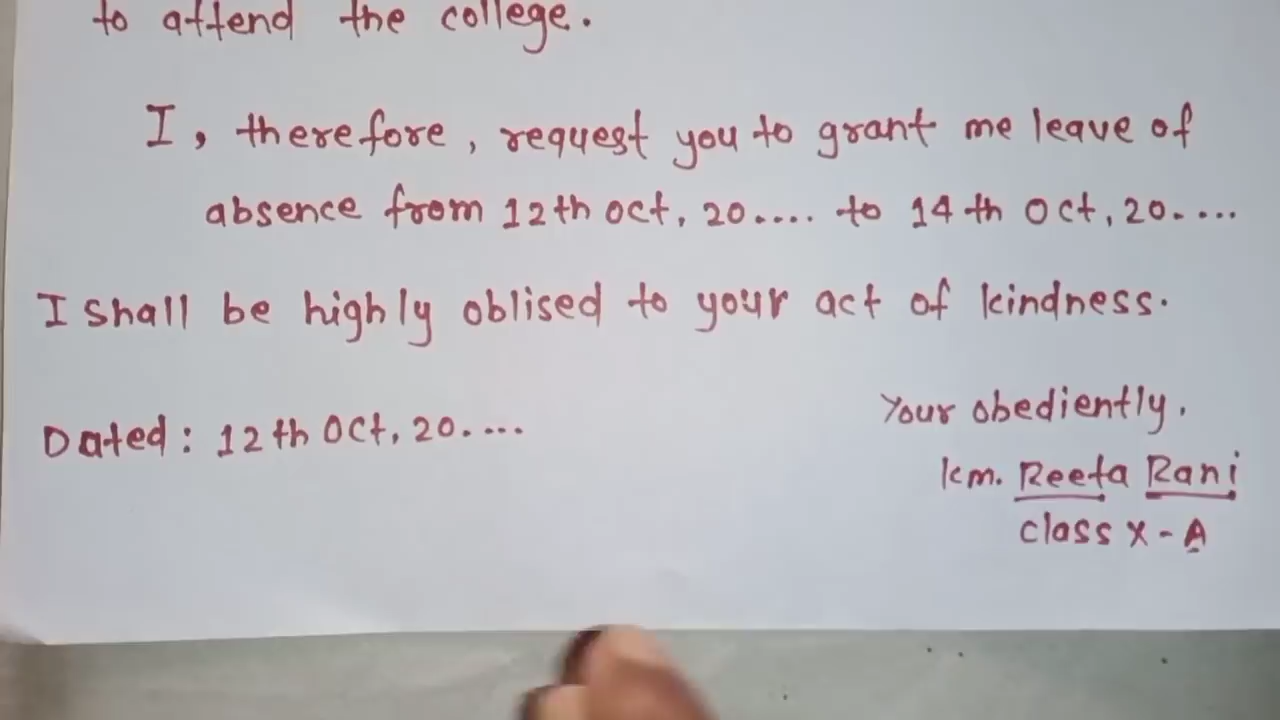 to attend the college.
I, therefore, request you to grant me leave of
absence from 12th oct, 20.... to 14th Oct, 20.....
I shall be highly oblised to your act of kindness.
Dated: 12th Oct, 20....
Your obediently.
km. Reeta Rani
class X-A